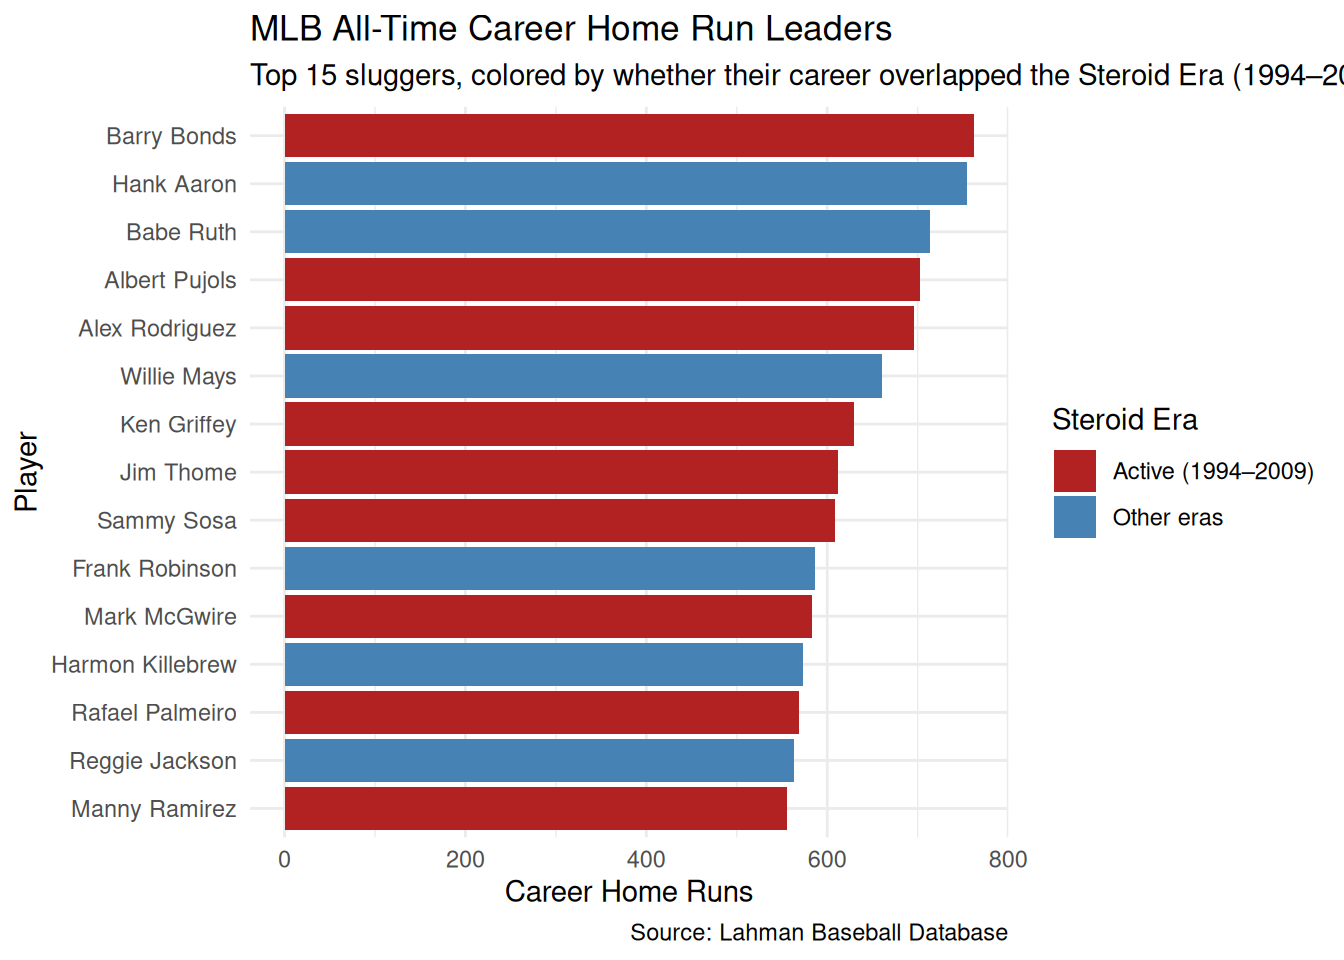 MLB All-Time Career Home Run Leaders
Top 15 sluggers, colored by whether their career overlapped the Steroid Era (1994–20
Barry Bonds
Hank Aaron
Babe Ruth
Albert Pujols
Alex Rodriguez
Willie Mays
Ken Griffey
Jim Thome
Sammy Sosa
Frank Robinson
Mark McGwire
Harmon Killebrew
Rafael Palmeiro
Reggie Jackson
Manny Ramirez
Player
0 200 400 600 800
Career Home Runs
Steroid Era
Active (1994–2009)
Other eras
Source: Lahman Baseball Database